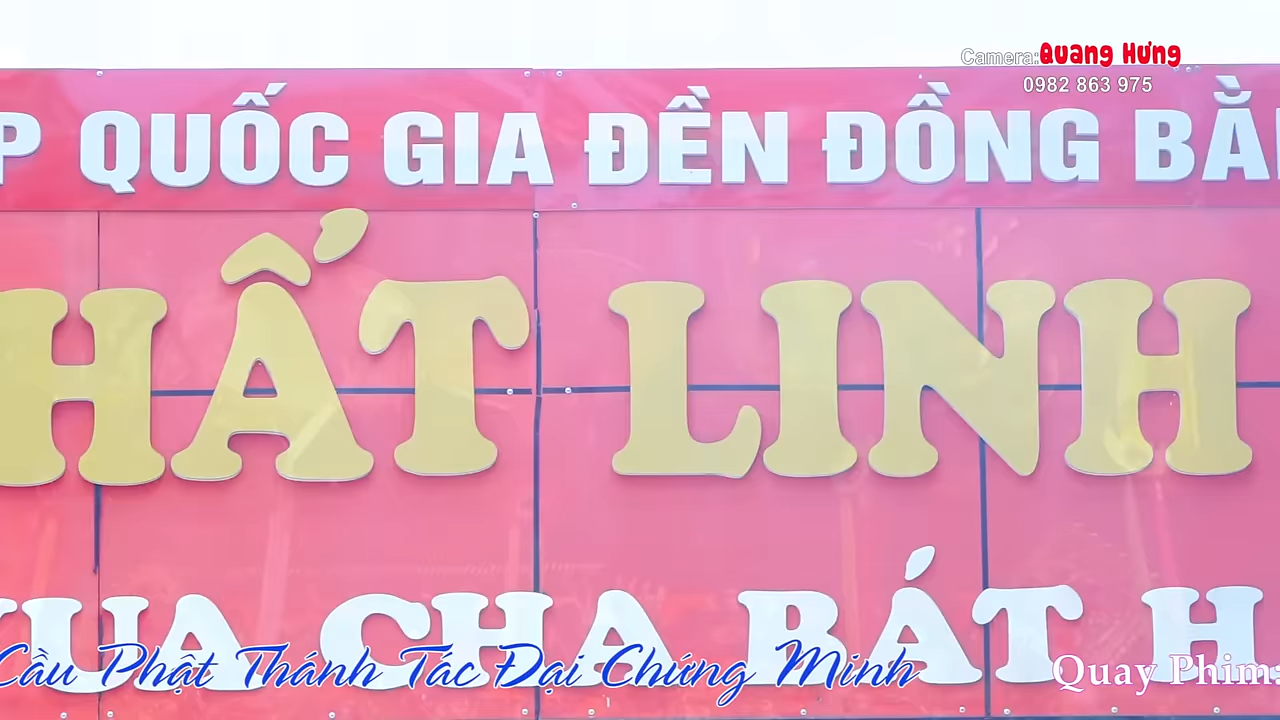 Camera: Quang Hưng
0982 863 975
P QUỐC GIA ĐỀN ĐỒNG BẰ
HẤT LINH
VUA CHA BÁT H
Cầu Phật Thánh Tác Đại Chứng Minh
Quay Phim: